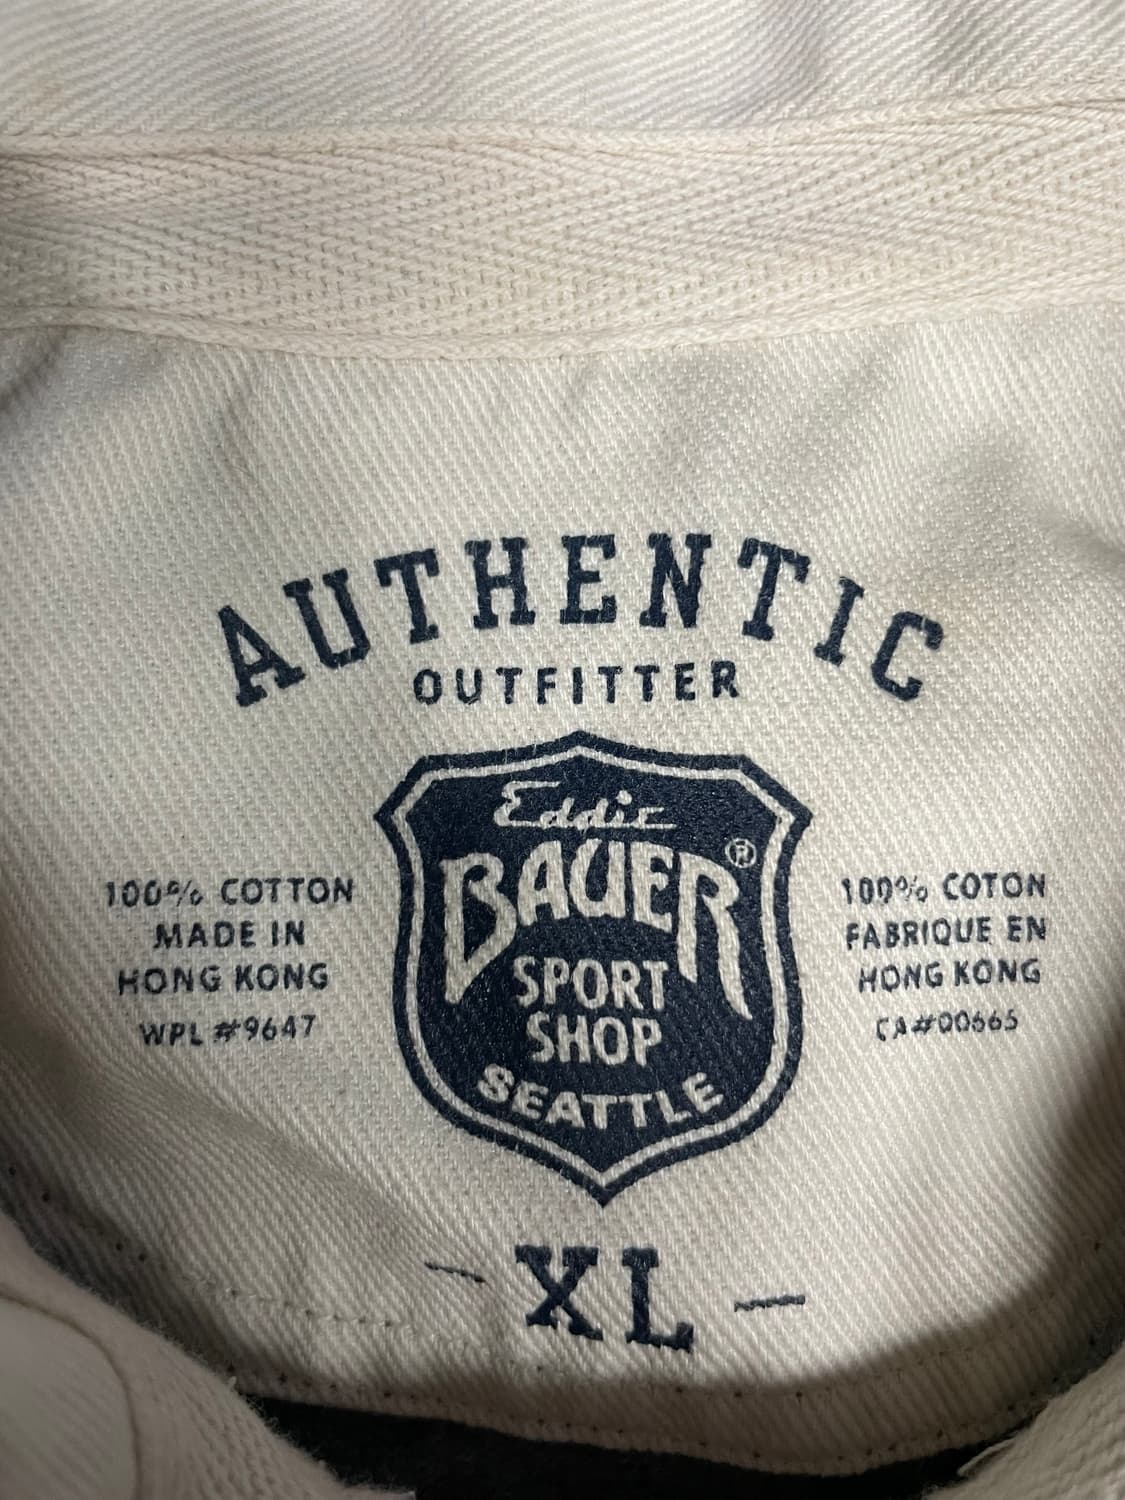 AUTHENTIC
OUTFITTER
Eddie
BAUER®
SPORT
SHOP
SEATTLE
100% COTTON
MADE IN
HONG KONG
WPL #9647
100% COTON
FABRIQUE EN
HONG KONG
CA#00665
- XL -